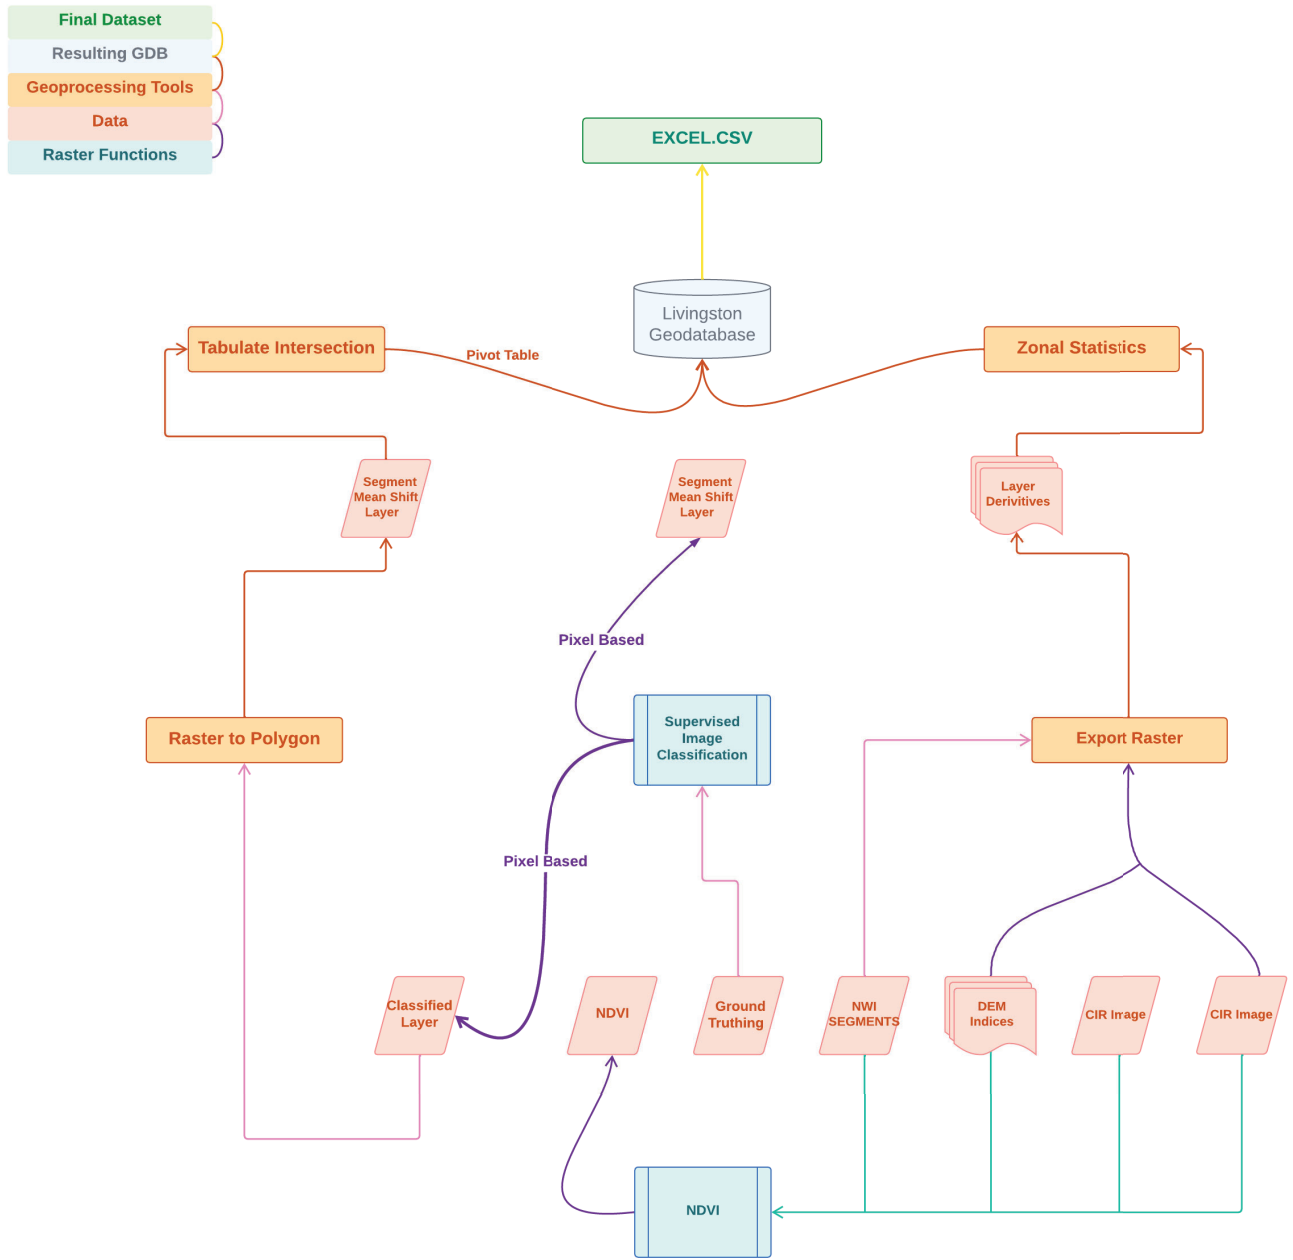 Final Dataset
Resulting GDB
Geoprocessing Tools
Data
Raster Functions
EXCEL.CSV
Livingston
Geodatabase
Tabulate Intersection
Pivot Table
Zonal Statistics
Segment
Mean Shift
Layer
Segment
Mean Shift
Layer
Layer
Derivitives
Pixel Based
Raster to Polygon
Supervised
Image
Classification
Export Raster
Pixel Based
Classified
Layer
NDVI
Ground
Truthing
NWI
SEGMENTS
DEM
Indices
CIR Image
CIR Image
NDVI